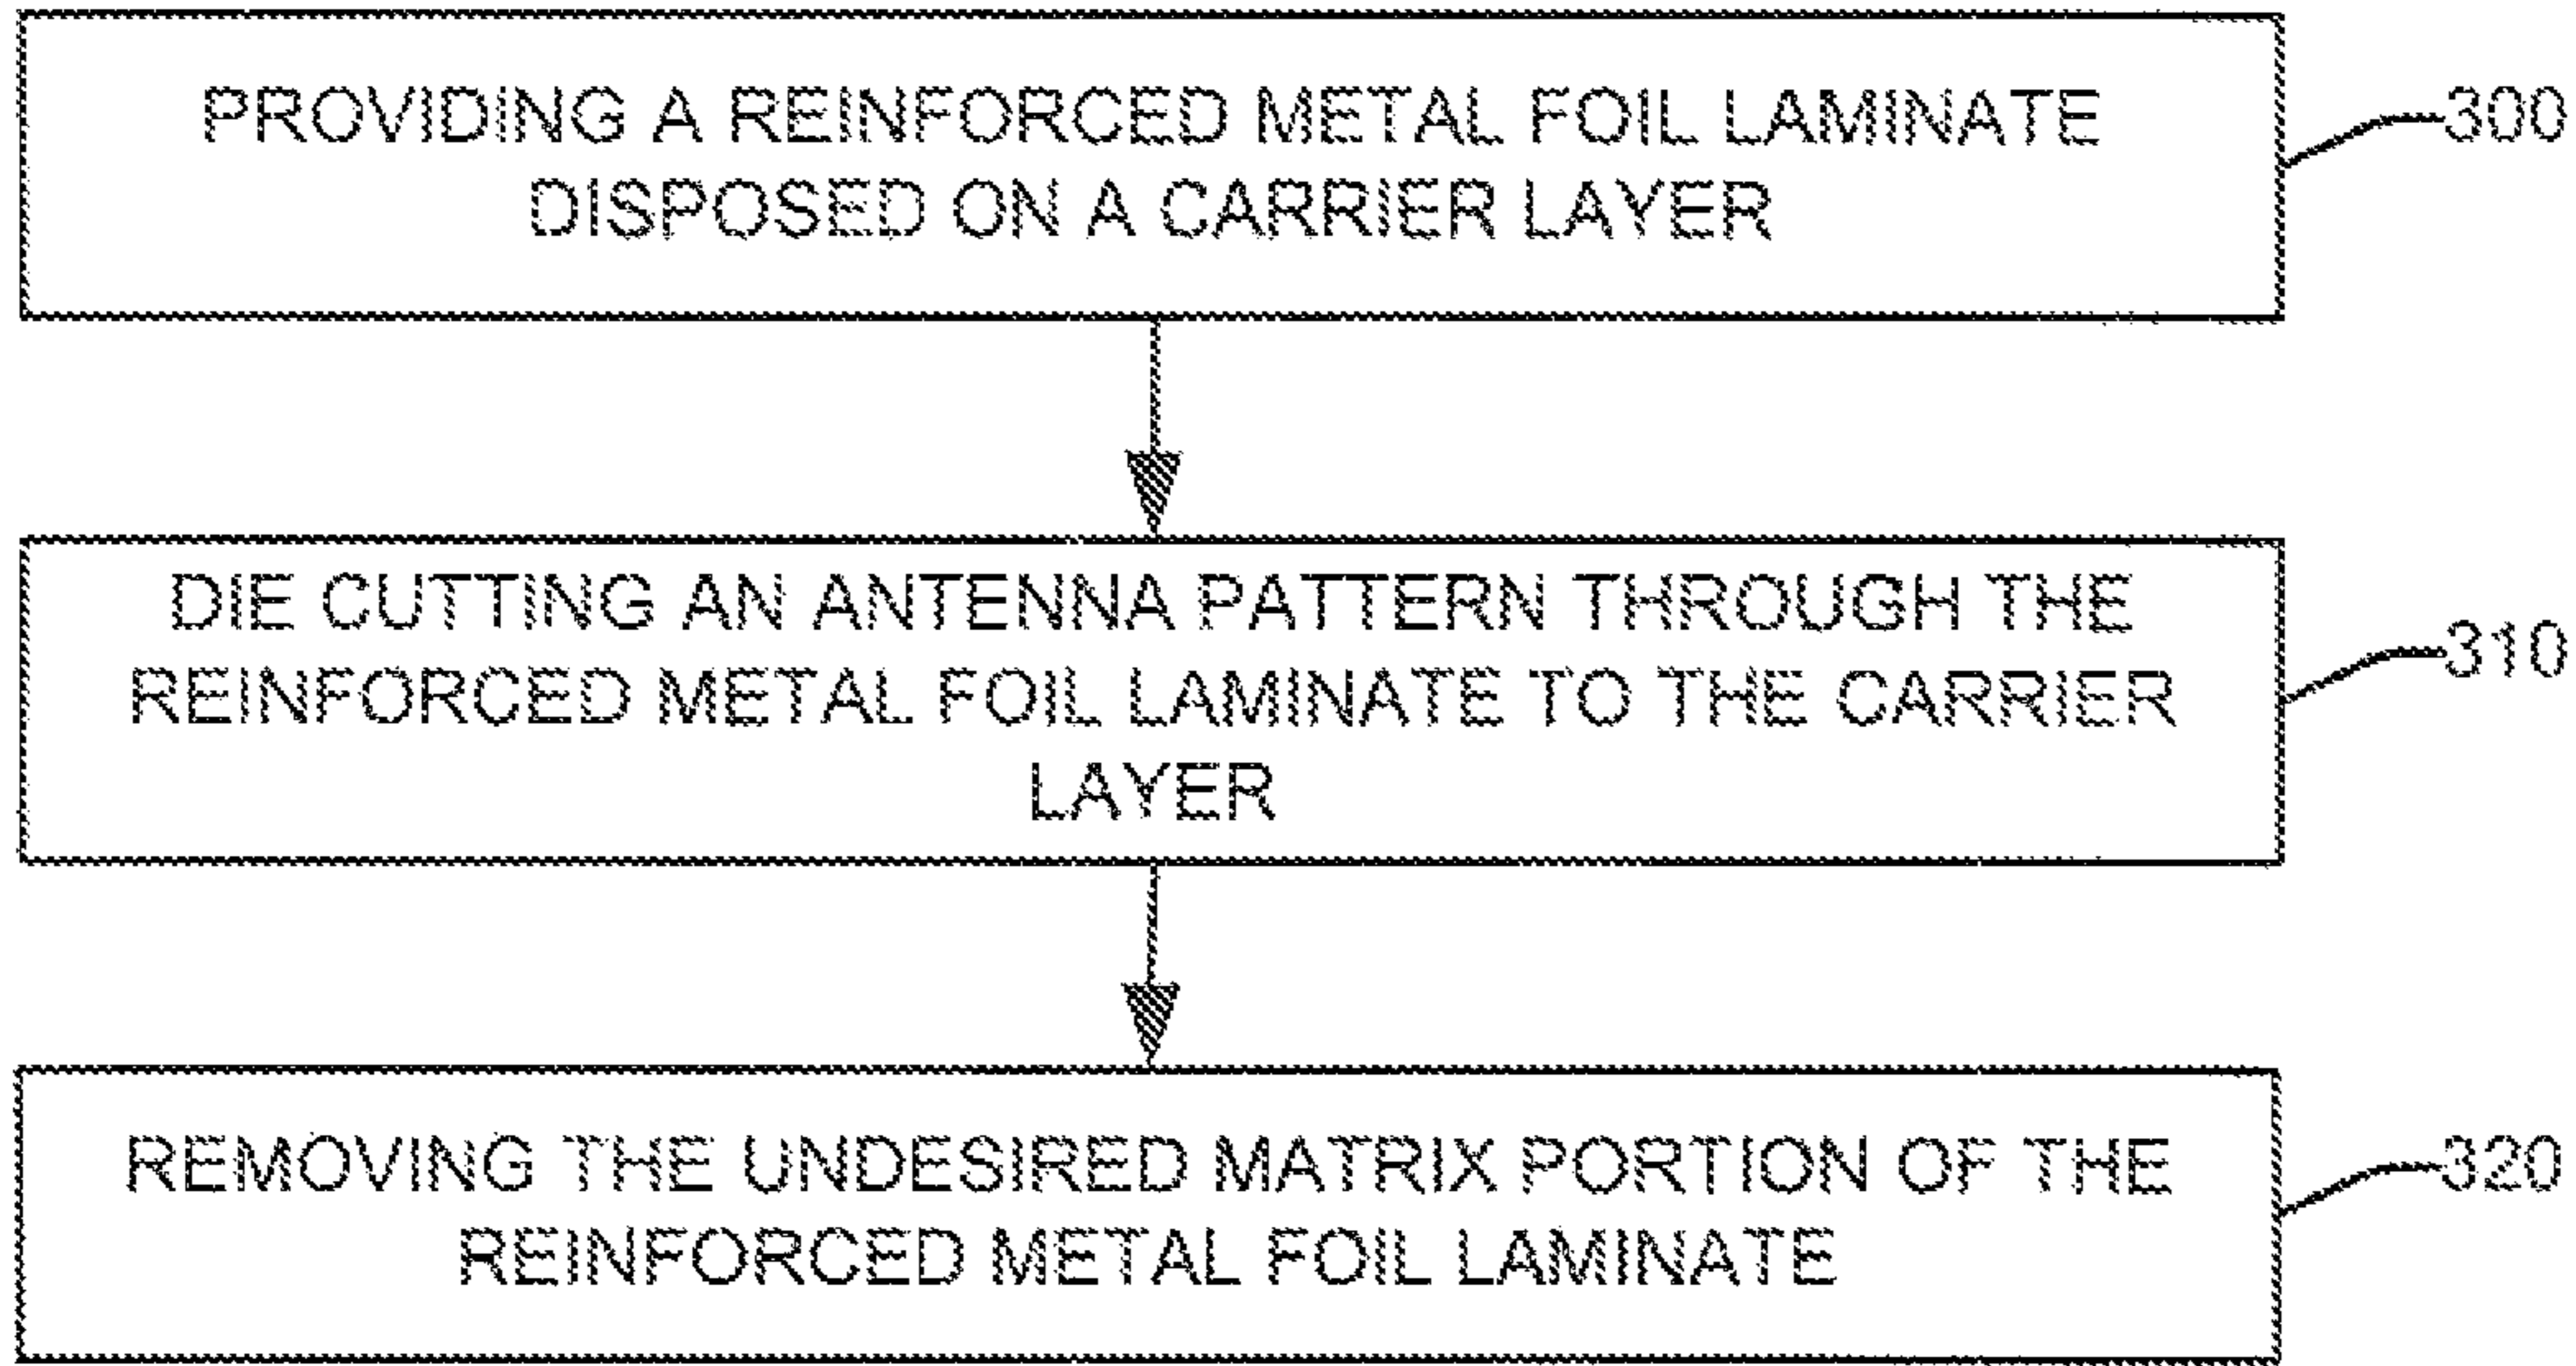 PROVIDING A REINFORCED METAL FOIL LAMINATE
DISPOSED ON A CARRIER LAYER
300
DIE CUTTING AN ANTENNA PATTERN THROUGH THE
REINFORCED METAL FOIL LAMINATE TO THE CARRIER
LAYER
310
REMOVING THE UNDESIRED MATRIX PORTION OF THE
REINFORCED METAL FOIL LAMINATE
320